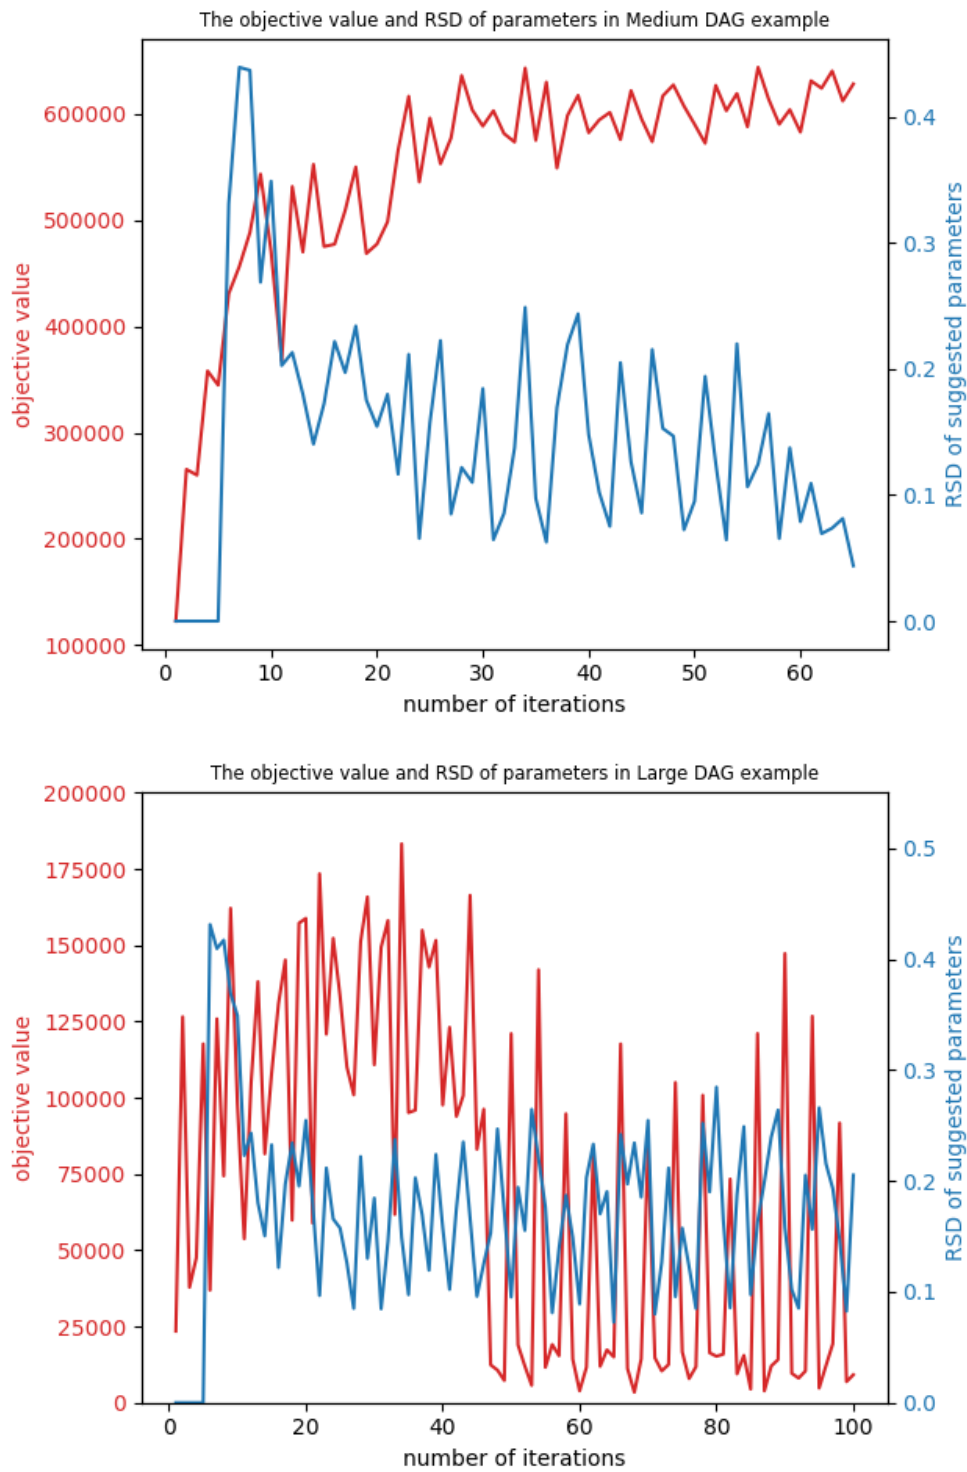 The objective value and RSD of parameters in Medium DAG example
600000
500000
400000
300000
200000
100000
objective value
0.4
0.3
0.2
0.1
0.0
RSD of suggested parameters
0 10 20 30 40 50 60
number of iterations
The objective value and RSD of parameters in Large DAG example
200000
175000
150000
125000
100000
75000
50000
25000
0
objective value
0.5
0.4
0.3
0.2
0.1
0.0
RSD of suggested parameters
0 20 40 60 80 100
number of iterations